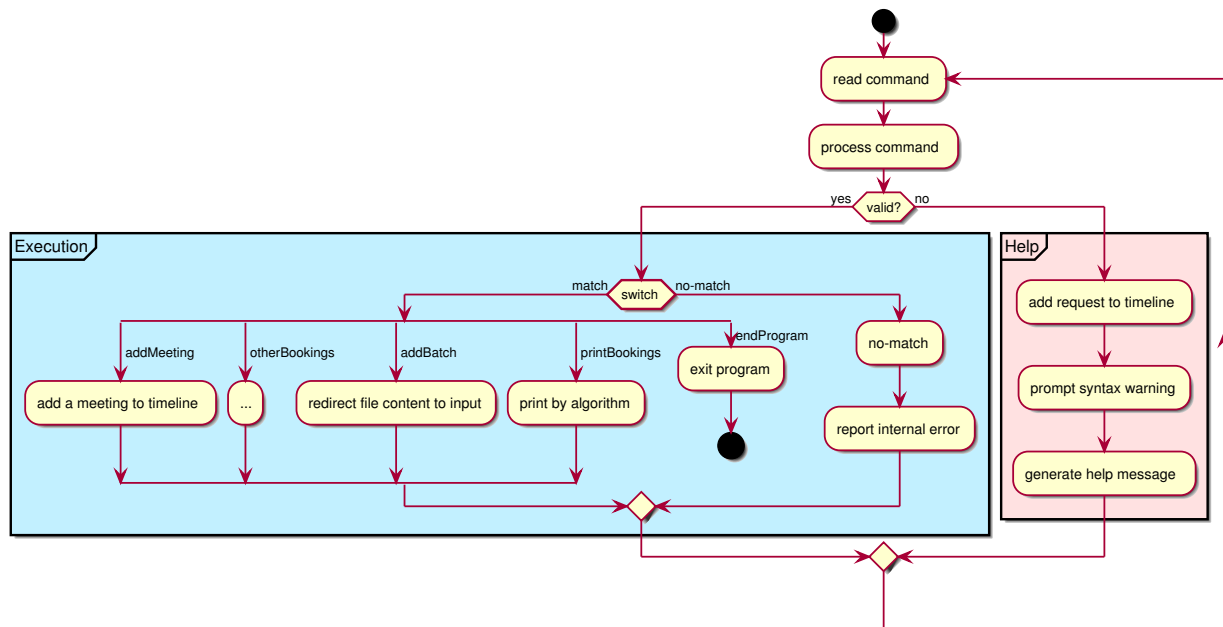 read command
process command
yes
valid?
no
Execution
Help
match
switch
no-match
add request to timeline
addMeeting
otherBookings
addBatch
printBookings
endProgram
no-match
exit program
prompt syntax warning
add a meeting to timeline
...
redirect file content to input
print by algorithm
report internal error
generate help message